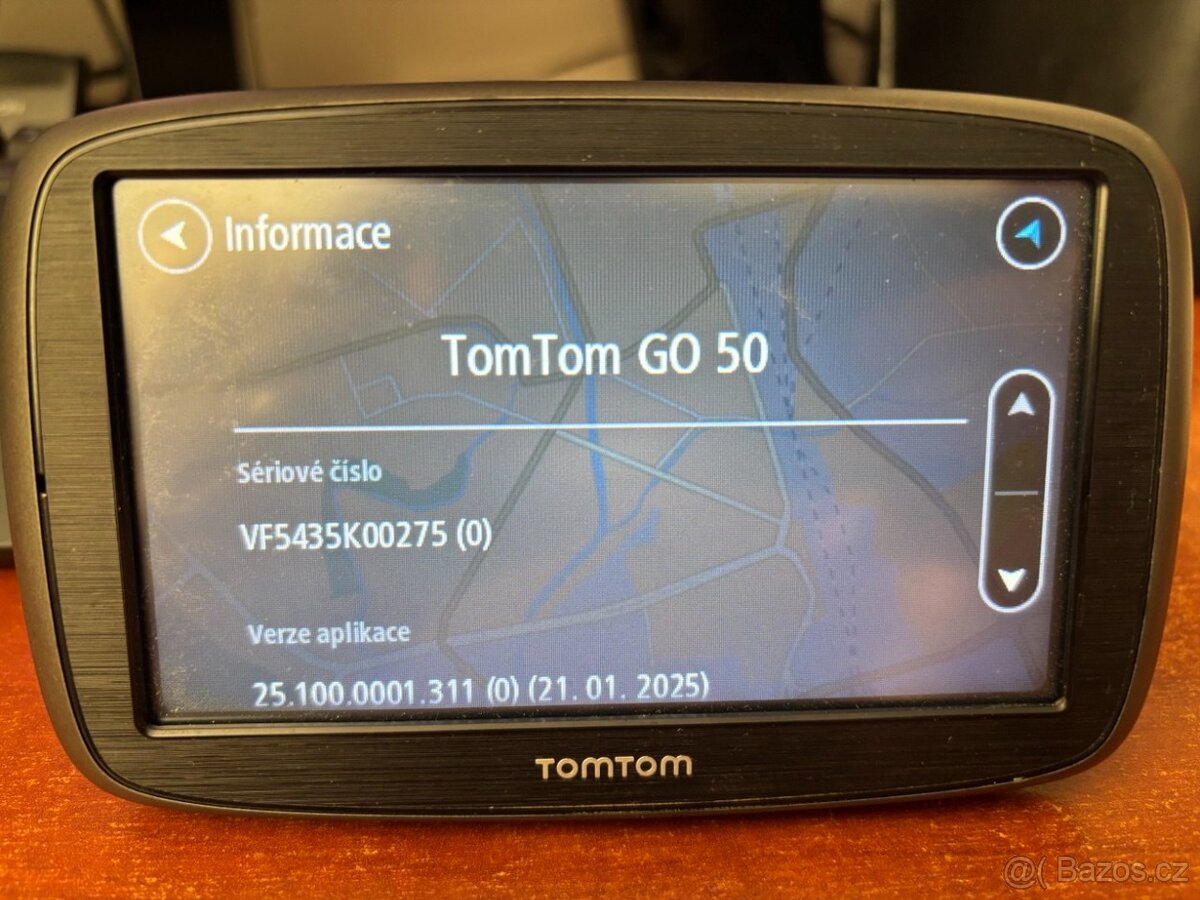 Informace
TomTom GO 50
Sériové číslo
VF5435K00275 (0)
Verze aplikace
25.100.0001.311 (0) (21. 01. 2025)
TOMTOM
@( Bazos.cz